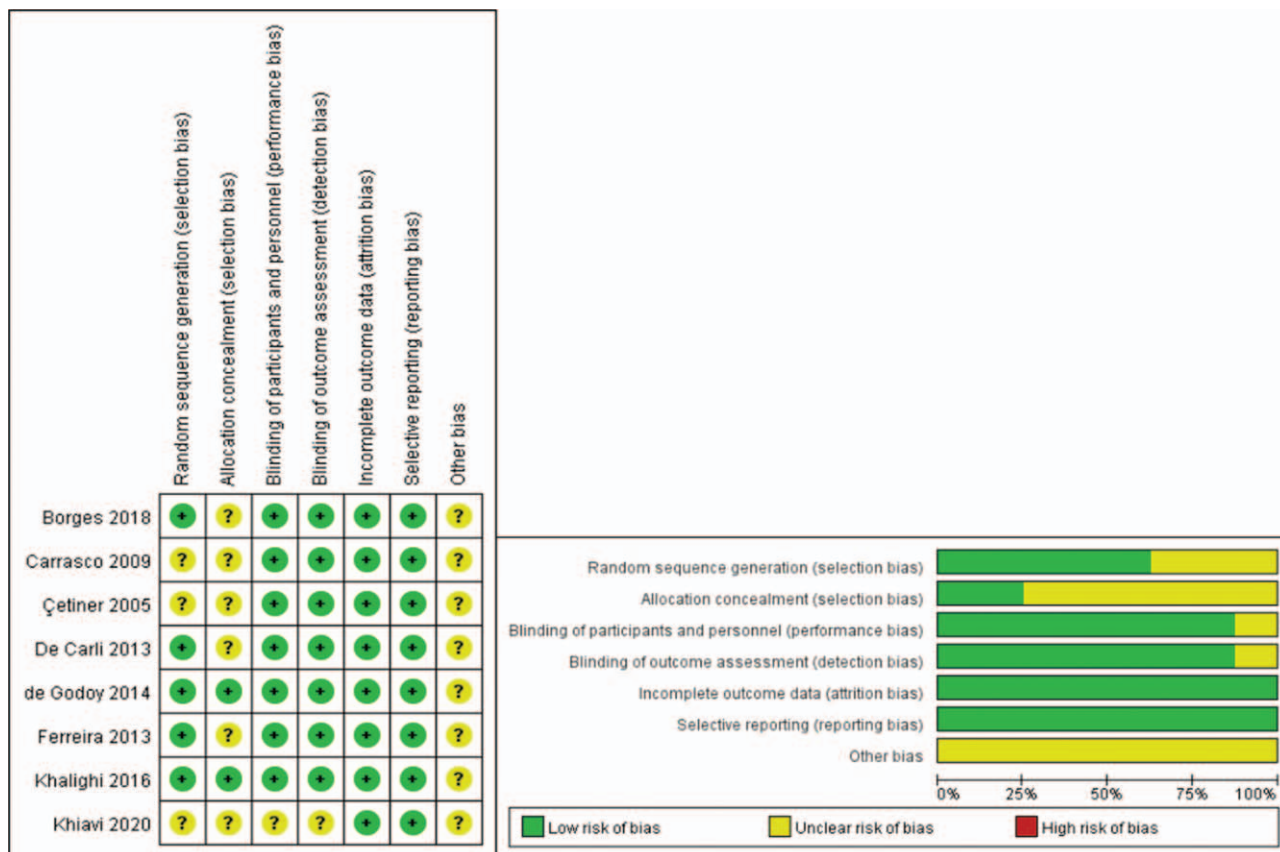 Random sequence generation (selection bias)
Allocation concealment (selection bias)
Blinding of participants and personnel (performance bias)
Blinding of outcome assessment (detection bias)
Incomplete outcome data (attrition bias)
Selective reporting (reporting bias)
Other bias
Borges 2018 + ? + + + + ?
Carrasco 2009 ? ? + + + + ?
Çetiner 2005 ? ? + + + + ?
De Carli 2013 + ? + + + + ?
de Godoy 2014 + + + + + + ?
Ferreira 2013 + ? + + + + ?
Khalighi 2016 + + + + + + ?
Khiavi 2020 ? ? ? ? + + ?
Random sequence generation (selection bias)
Allocation concealment (selection bias)
Blinding of participants and personnel (performance bias)
Blinding of outcome assessment (detection bias)
Incomplete outcome data (attrition bias)
Selective reporting (reporting bias)
Other bias
0% 25% 50% 75% 100%
Low risk of bias Unclear risk of bias High risk of bias